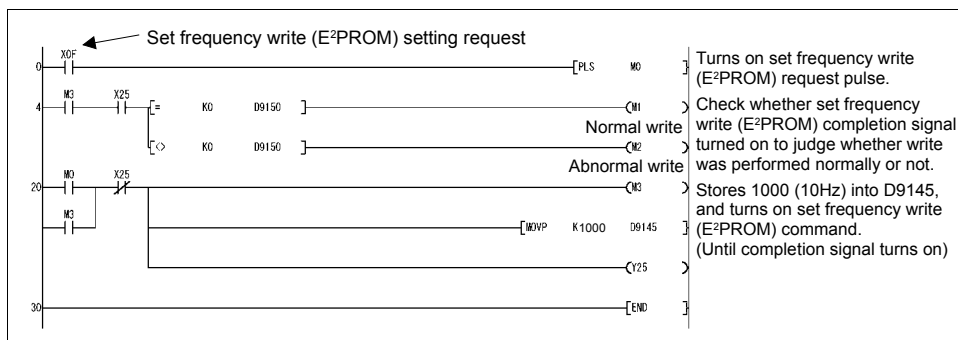 Set frequency write (E²PROM) setting request
X0F
0
PLS M0
Turns on set frequency write
(E²PROM) request pulse.
M3 X25
4
= K0 D9150
M1
Normal write
<> K0 D9150
M2
Abnormal write
Check whether set frequency
write (E²PROM) completion signal
turned on to judge whether write
was performed normally or not.
M0 X25
20
M3
M3
MOVP K1000 D9145
Y25
Stores 1000 (10Hz) into D9145,
and turns on set frequency write
(E²PROM) command.
(Until completion signal turns on)
30
END